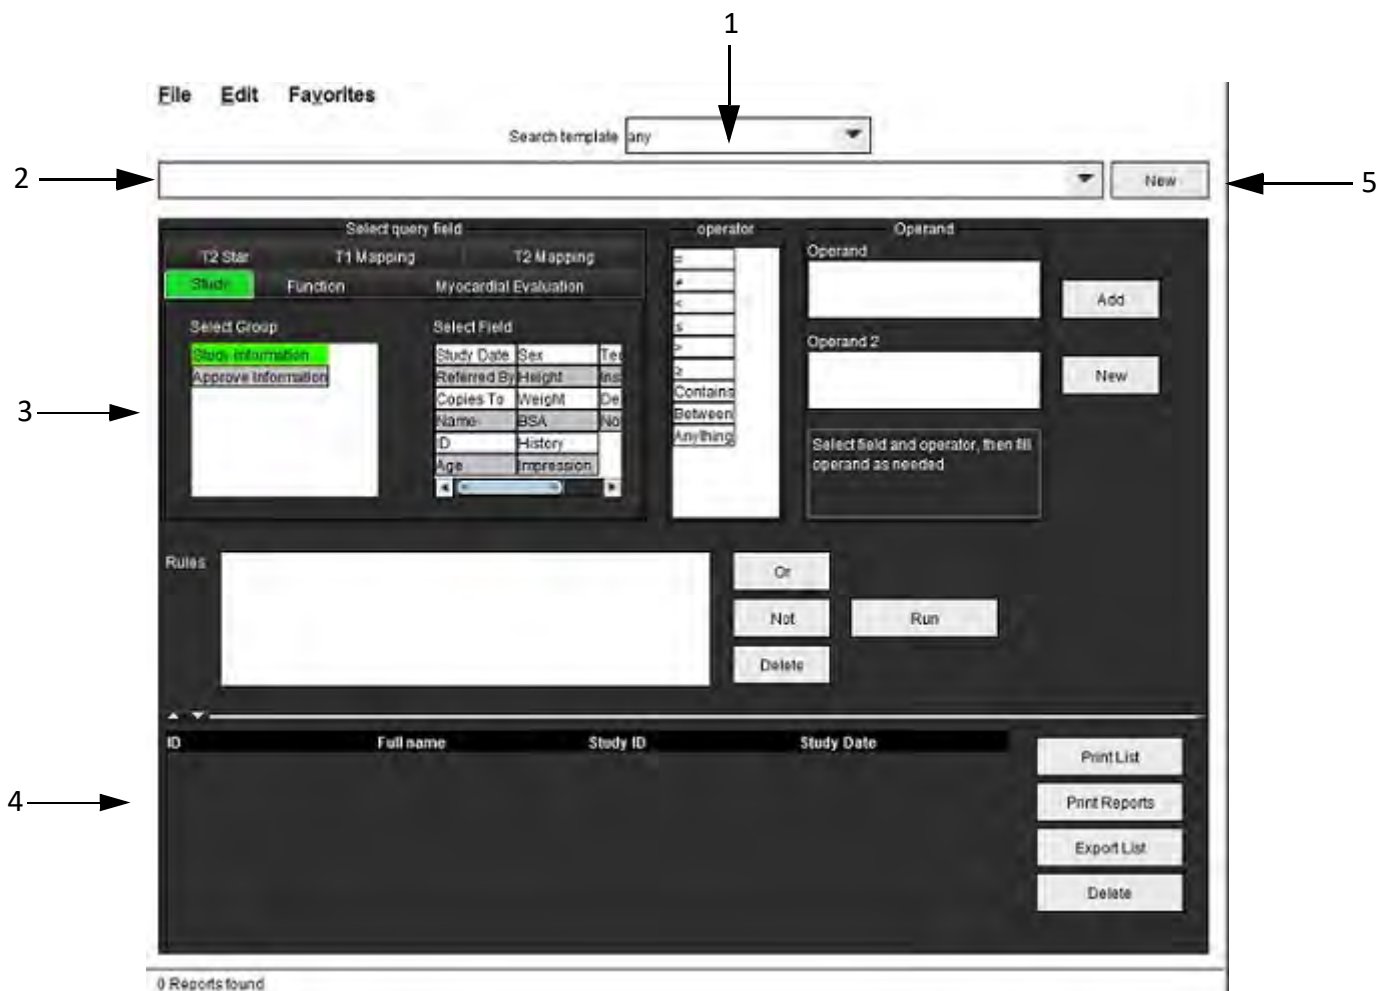 1
File Edit Favorites
Search template any
2
New
5
Select query field
T2 Star T1 Mapping T2 Mapping
Study Function Myocardial Evaluation
Select Group
Study Information
Approve Information
Select Field
Study Date Sex Tec
Referred By Height Ins
Copies To Weight De
Name BSA No
ID History
Age Impression
operator
=
≠
<
≤
>
≥
Contains
Between
Anything
Operand
Operand
Operand 2
Select field and operator, then fill
operand as needed
Add
New
3
Rules
Or
Not
Delete
Run
ID Full name Study ID Study Date
4
Print List
Print Reports
Export List
Delete
0 Reports found